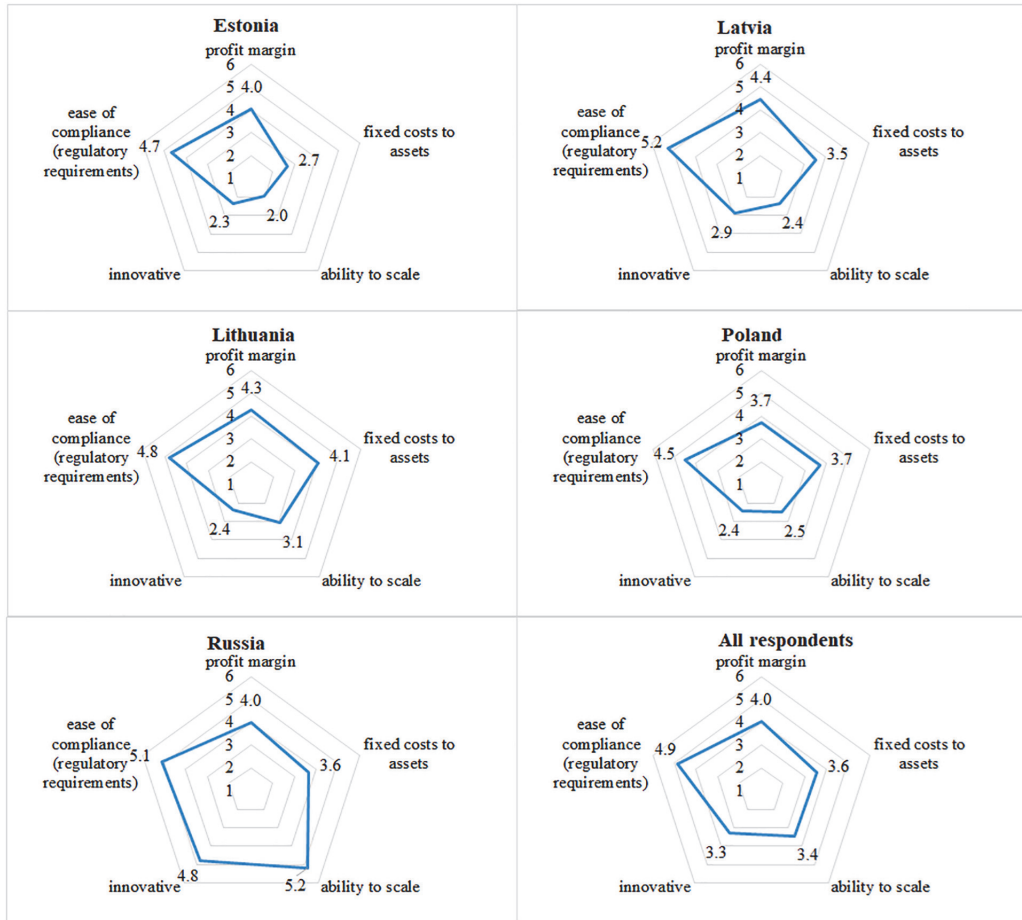 Estonia
profit margin
6
5
4
3
2
1
4.0
2.7
2.0
2.3
4.7
fixed costs to
assets
ability to scale
innovative
ease of
compliance
(regulatory
requirements)
Latvia
profit margin
6
5
4
3
2
1
4.4
3.5
2.4
2.9
5.2
fixed costs to
assets
ability to scale
innovative
ease of
compliance
(regulatory
requirements)
Lithuania
profit margin
6
5
4
3
2
1
4.3
4.1
3.1
2.4
4.8
fixed costs to
assets
ability to scale
innovative
ease of
compliance
(regulatory
requirements)
Poland
profit margin
6
5
4
3
2
1
3.7
3.7
2.5
2.4
4.5
fixed costs to
assets
ability to scale
innovative
ease of
compliance
(regulatory
requirements)
Russia
profit margin
6
5
4
3
2
1
4.0
3.6
5.2
4.8
5.1
fixed costs to
assets
ability to scale
innovative
ease of
compliance
(regulatory
requirements)
All respondents
profit margin
6
5
4
3
2
1
4.0
3.6
3.4
3.3
4.9
fixed costs to
assets
ability to scale
innovative
ease of
compliance
(regulatory
requirements)